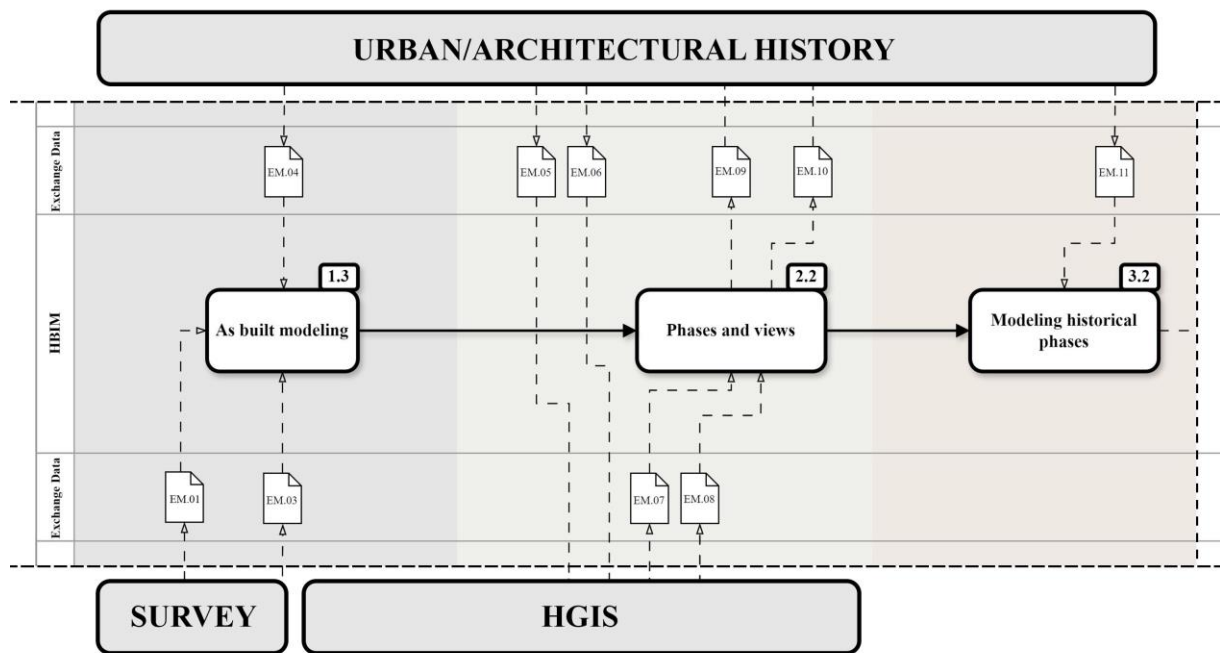 URBAN/ARCHITECTURAL HISTORY
Exchange Data
EM.04
EM.05
EM.06
EM.09
EM.10
EM.11
HBIM
1.3
As built modeling
2.2
Phases and views
3.2
Modeling historical
phases
Exchange Data
EM.01
EM.03
EM.07
EM.08
SURVEY
HGIS